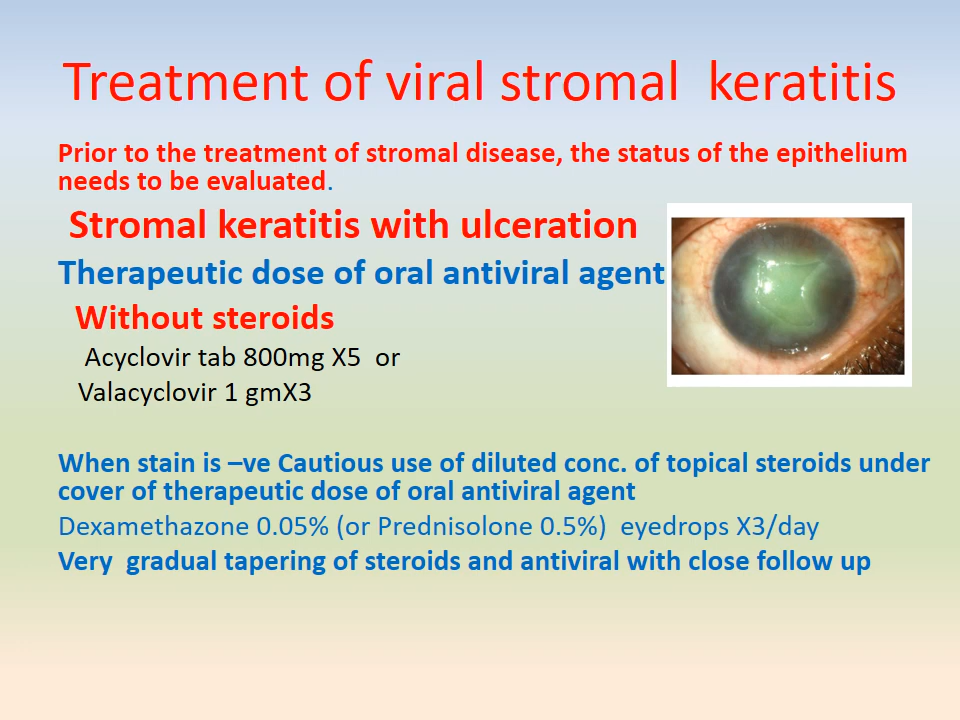 Treatment of viral stromal keratitis
Prior to the treatment of stromal disease, the status of the epithelium
needs to be evaluated.
Stromal keratitis with ulceration
Therapeutic dose of oral antiviral agent
Without steroids
Acyclovir tab 800mg X5 or
Valacyclovir 1 gmX3
When stain is –ve Cautious use of diluted conc. of topical steroids under
cover of therapeutic dose of oral antiviral agent
Dexamethazone 0.05% (or Prednisolone 0.5%) eyedrops X3/day
Very gradual tapering of steroids and antiviral with close follow up